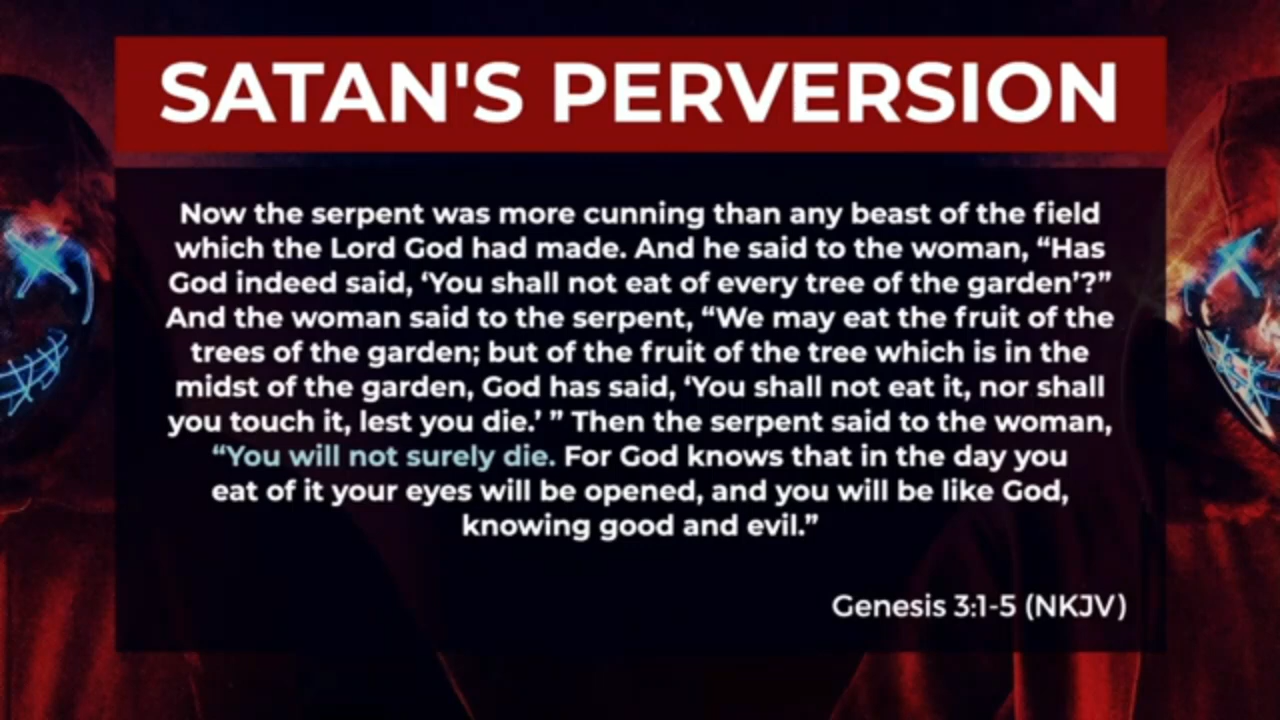 SATAN'S PERVERSION
Now the serpent was more cunning than any beast of the field
which the Lord God had made. And he said to the woman, “Has
God indeed said, ‘You shall not eat of every tree of the garden’?”
And the woman said to the serpent, “We may eat the fruit of the
trees of the garden; but of the fruit of the tree which is in the
midst of the garden, God has said, ‘You shall not eat it, nor shall
you touch it, lest you die.’ ” Then the serpent said to the woman,
“You will not surely die. For God knows that in the day you
eat of it your eyes will be opened, and you will be like God,
knowing good and evil.”
Genesis 3:1-5 (NKJV)